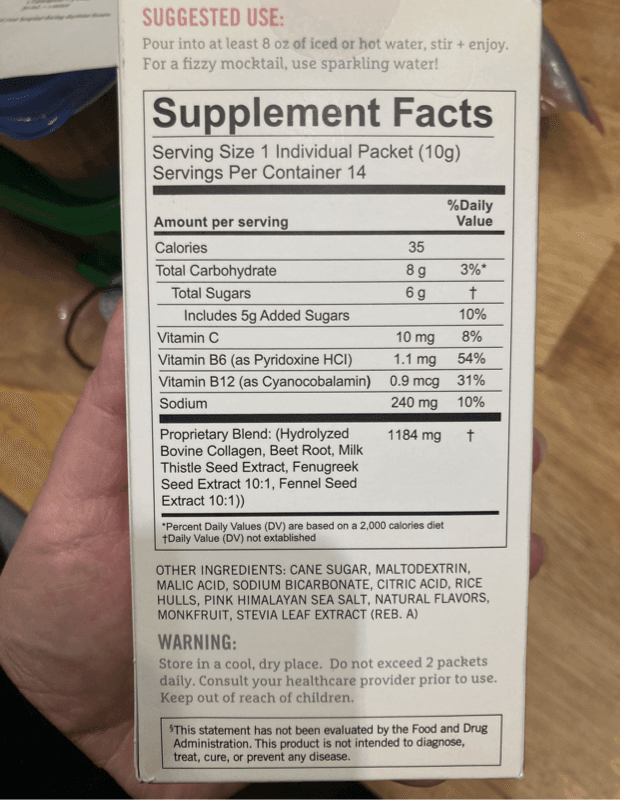 SUGGESTED USE:
Pour into at least 8 oz of iced or hot water, stir + enjoy.
For a fizzy mocktail, use sparkling water!
Supplement Facts
Serving Size 1 Individual Packet (10g)
Servings Per Container 14
Amount per serving %Daily Value
Calories 35
Total Carbohydrate 8 g 3%*
Total Sugars 6 g †
Includes 5g Added Sugars 10%
Vitamin C 10 mg 8%
Vitamin B6 (as Pyridoxine HCI) 1.1 mg 54%
Vitamin B12 (as Cyanocobalamin) 0.9 mcg 31%
Sodium 240 mg 10%
Proprietary Blend: (Hydrolyzed 1184 mg †
Bovine Collagen, Beet Root, Milk
Thistle Seed Extract, Fenugreek
Seed Extract 10:1, Fennel Seed
Extract 10:1))
*Percent Daily Values (DV) are based on a 2,000 calories diet
†Daily Value (DV) not extablished
OTHER INGREDIENTS: CANE SUGAR, MALTODEXTRIN,
MALIC ACID, SODIUM BICARBONATE, CITRIC ACID, RICE
HULLS, PINK HIMALAYAN SEA SALT, NATURAL FLAVORS,
MONKFRUIT, STEVIA LEAF EXTRACT (REB. A)
WARNING:
Store in a cool, dry place. Do not exceed 2 packets
daily. Consult your healthcare provider prior to use.
Keep out of reach of children.
§This statement has not been evaluated by the Food and Drug
Administration. This product is not intended to diagnose,
treat, cure, or prevent any disease.